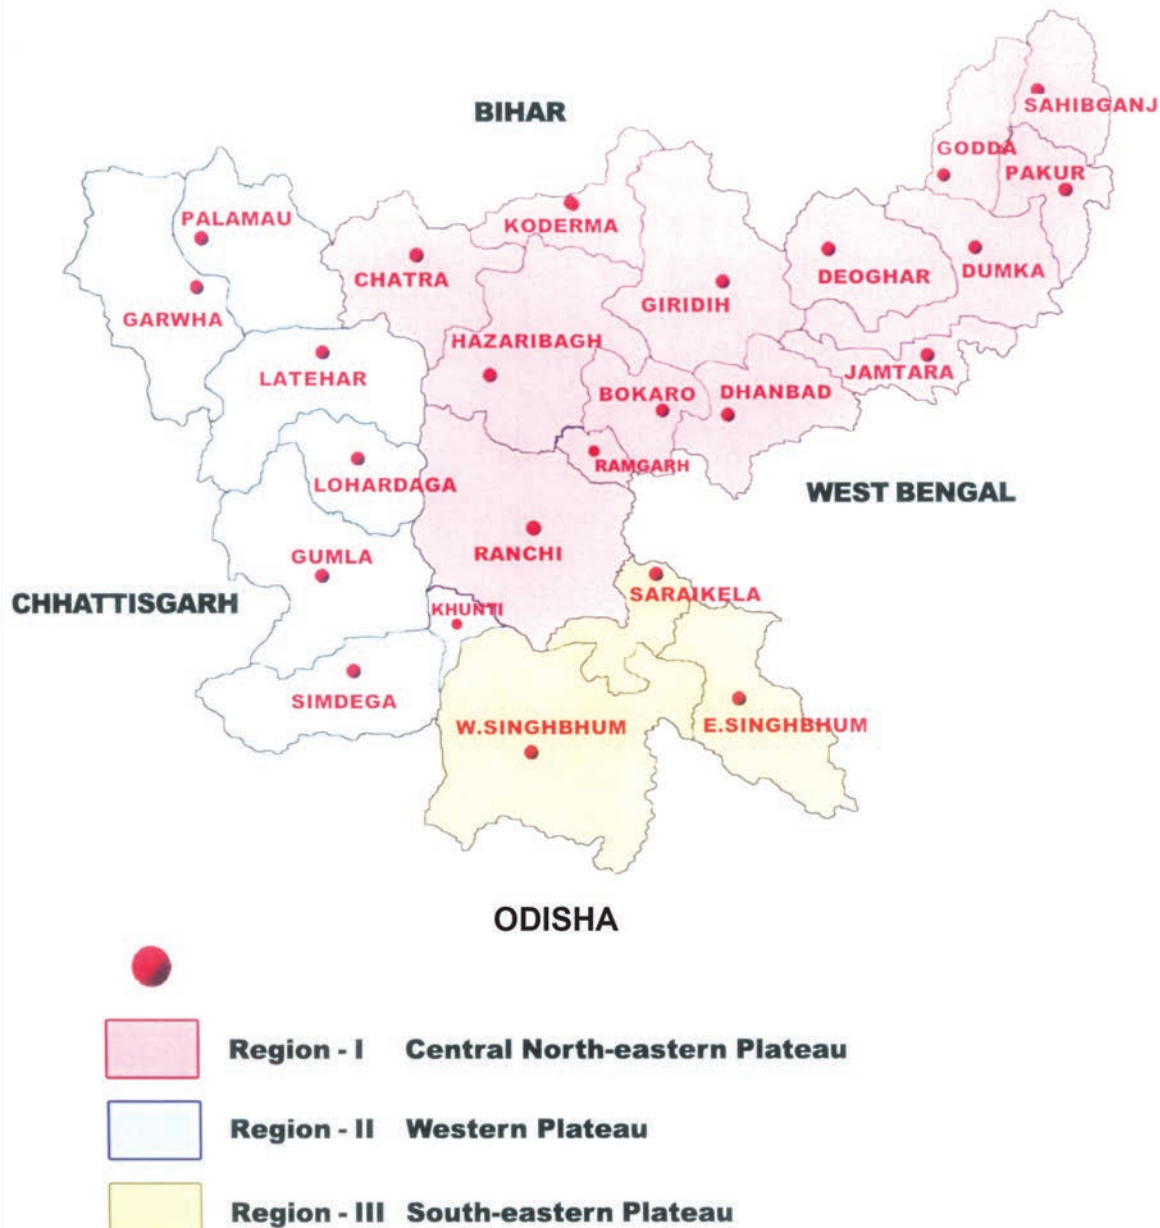 BIHAR
SAHIBGANJ
GODDA
PAKUR
PALAMAU
KODERMA
CHATRA
DEOGHAR
DUMKA
GARWHA
GIRIDIH
HAZARIBAGH
LATEHAR
JAMTARA
BOKARO
DHANBAD
RAMGARH
LOHARDAGA
WEST BENGAL
RANCHI
GUMLA
SARAIKELA
CHHATTISGARH
KHUNTI
SIMDEGA
W.SINGHBHUM
E.SINGHBHUM
ODISHA
Region - I Central North-eastern Plateau
Region - II Western Plateau
Region - III South-eastern Plateau